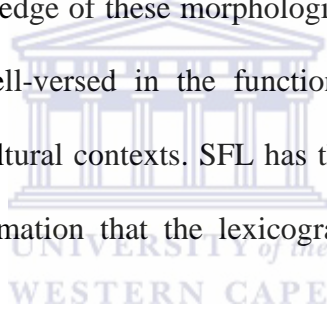 edge of these morphologi
ell-versed in the function
ltural contexts. SFL has t
mation that the lexicogra
UNIVERSITY of the
WESTERN CAPE